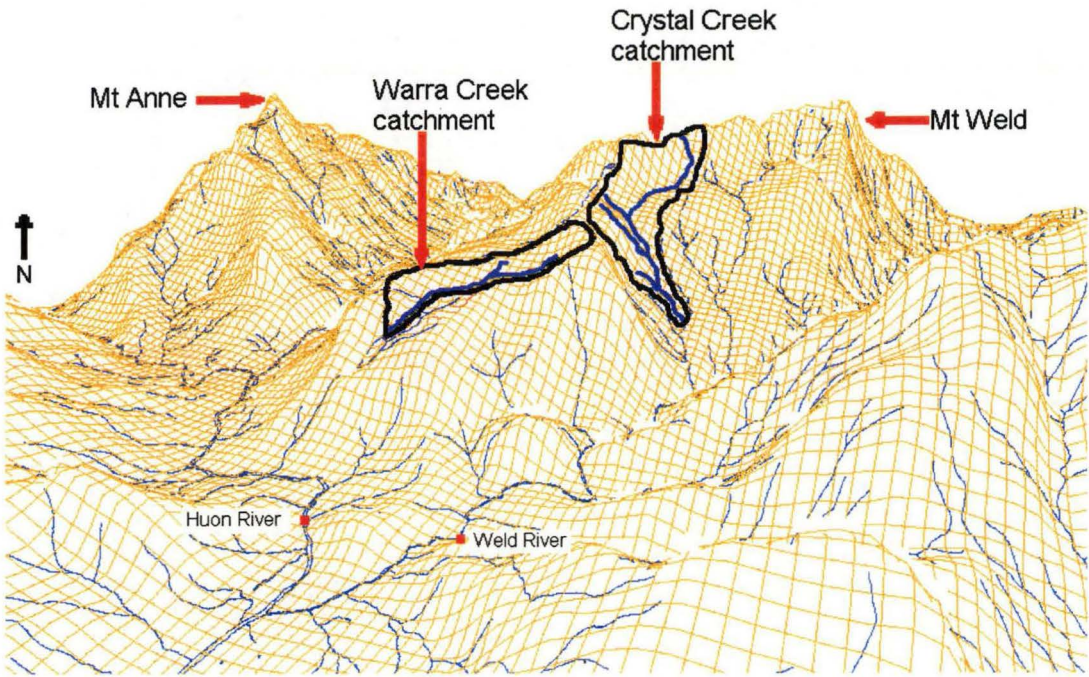 Crystal Creek
catchment
Mt Anne
Warra Creek
catchment
Mt Weld
N
Huon River
Weld River